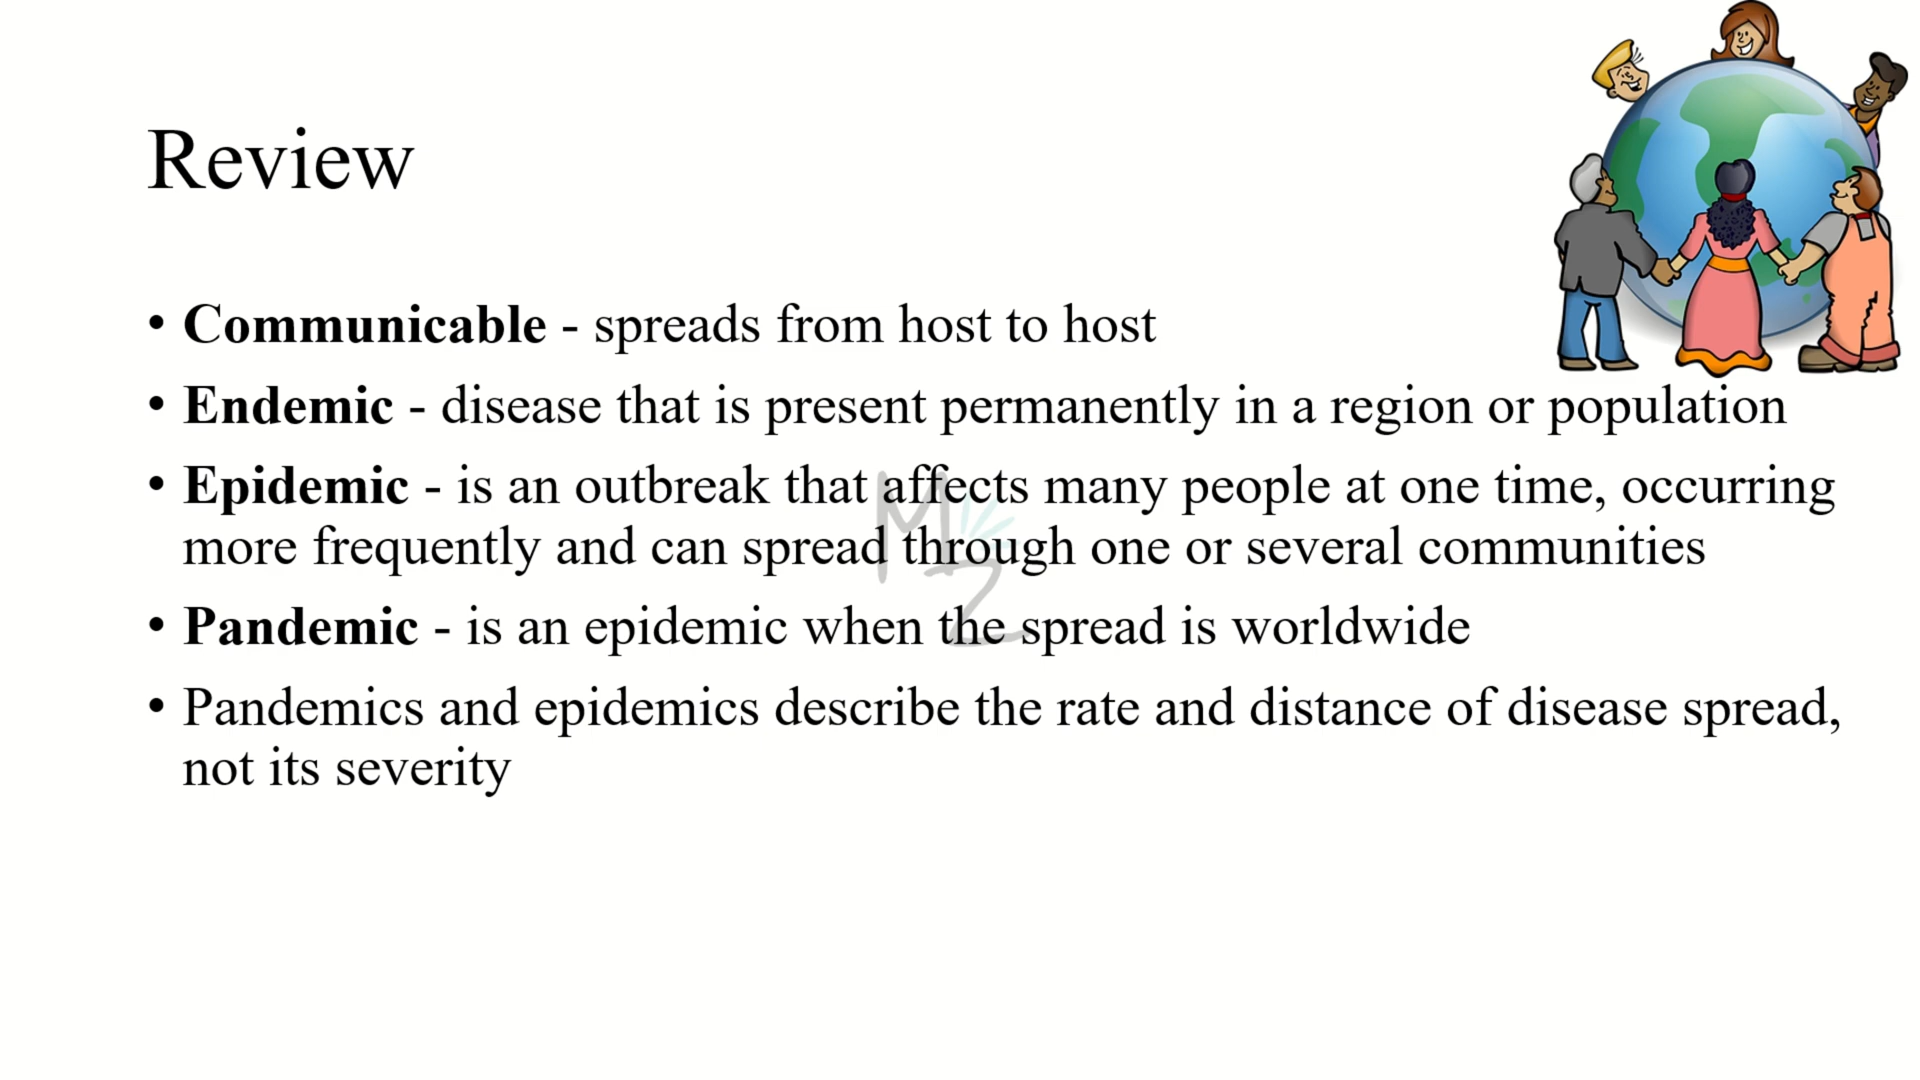 Review
• Communicable - spreads from host to host
• Endemic - disease that is present permanently in a region or population
• Epidemic - is an outbreak that affects many people at one time, occurring
more frequently and can spread through one or several communities
• Pandemic - is an epidemic when the spread is worldwide
• Pandemics and epidemics describe the rate and distance of disease spread,
not its severity
MZ